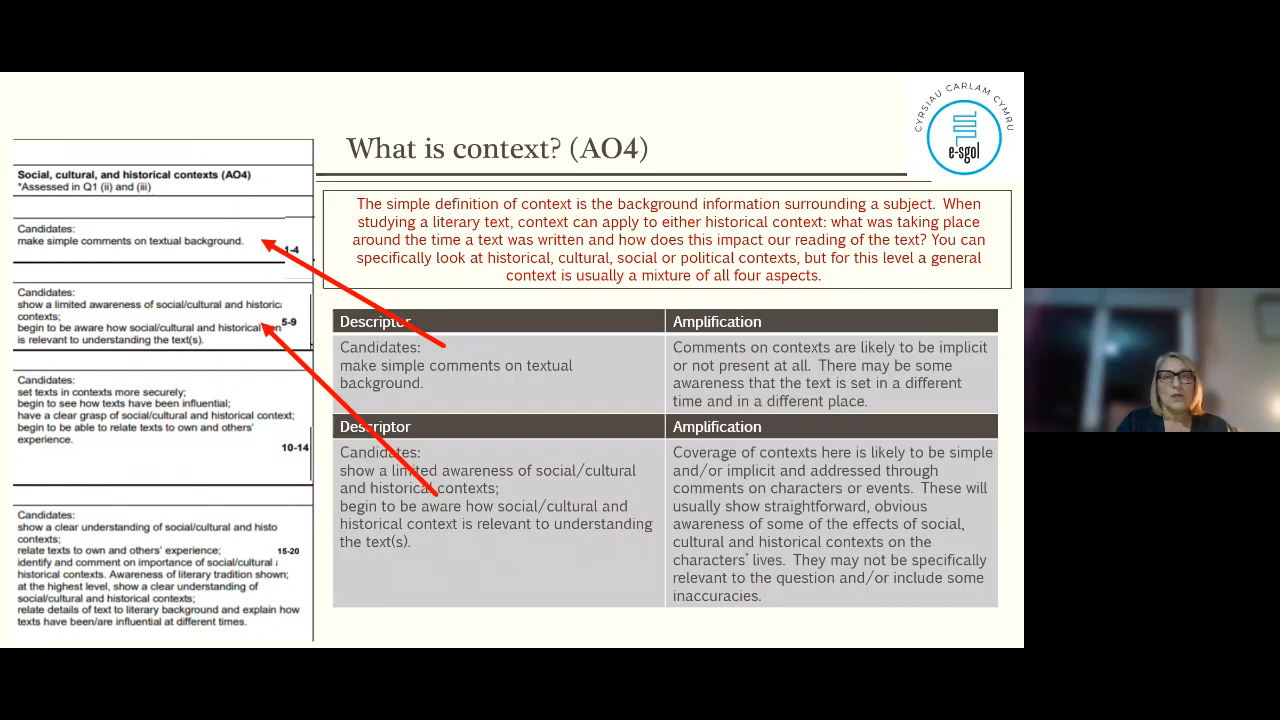 CYRSIAU CARLAM CYMRU
e-sgol
What is context? (AO4)
The simple definition of context is the background information surrounding a subject. When
studying a literary text, context can apply to either historical context: what was taking place
around the time a text was written and how does this impact our reading of the text? You can
specifically look at historical, cultural, social or political contexts, but for this level a general
context is usually a mixture of all four aspects.
Social, cultural, and historical contexts (AO4)
*Assessed in Q1 (ii) and (iii)
Candidates:
make simple comments on textual background.
1-4
Candidates:
show a limited awareness of social/cultural and historic
contexts;
5-9
begin to be aware how social/cultural and historical
is relevant to understanding the text(s).
Candidates:
set texts in contexts more securely;
begin to see how texts have been influential;
have a clear grasp of social/cultural and historical context;
begin to be able to relate texts to own and others'
experience.
10-14
Candidates:
show a clear understanding of social/cultural and histo
contexts;
relate texts to own and others' experience;
15-20
identify and comment on importance of social/cultural
historical contexts. Awareness of literary tradition shown;
at the highest level, show a clear understanding of
social/cultural and historical contexts;
relate details of text to literary background and explain how
texts have been/are influential at different times.
Descriptor
Amplification
Candidates:
make simple comments on textual
background.
Comments on contexts are likely to be implicit
or not present at all. There may be some
awareness that the text is set in a different
time and in a different place.
Descriptor
Amplification
Candidates:
show a limited awareness of social/cultural
and historical contexts;
begin to be aware how social/cultural and
historical context is relevant to understanding
the text(s).
Coverage of contexts here is likely to be simple
and/or implicit and addressed through
comments on characters or events. These will
usually show straightforward, obvious
awareness of some of the effects of social,
cultural and historical contexts on the
characters' lives. They may not be specifically
relevant to the question and/or include some
inaccuracies.